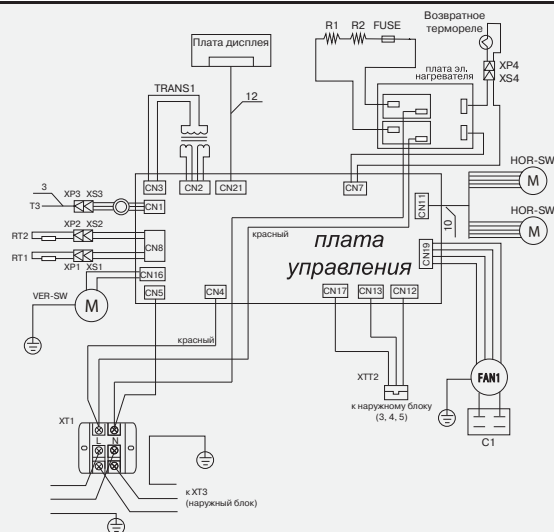 Возвратное
термореле
R1 R2 FUSE
Плата дисплея
плата эл.
нагревателя
XP4
XS4
TRANS1
12
HOR-SW
M
CN3 CN2 CN21 CN7
3
XP3 XS3
T3
CN1
CN11
10
HOR-SW
M
XP2 XS2
RT2
CN8
RT1
XP1 XS1
красный
плата
управления
CN19
CN16
VER-SW
M
CN5 CN4 CN17 CN13 CN12
красный
XTT2
FAN1
к наружному блоку
(3, 4, 5)
C1
XT1
L N
к XT3
(наружный блок)